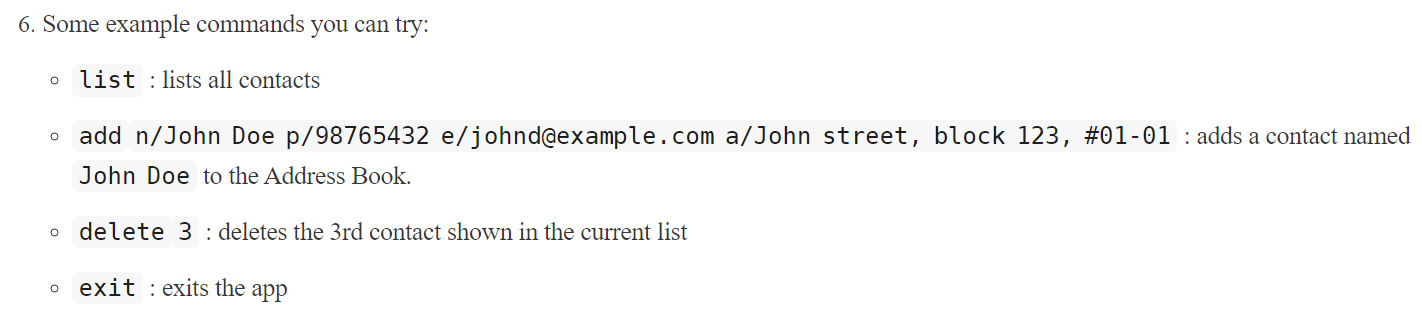 6. Some example commands you can try:
list : lists all contacts
add n/John Doe p/98765432 e/johnd@example.com a/John street, block 123, #01-01 : adds a contact named
John Doe to the Address Book.
delete 3 : deletes the 3rd contact shown in the current list
exit : exits the app